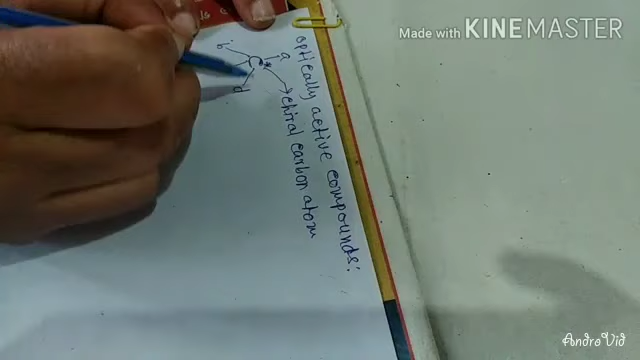 optically active compounds:
a
b C*
d
→ chiral carbon atom
Made with KINEMASTER
AndroVid